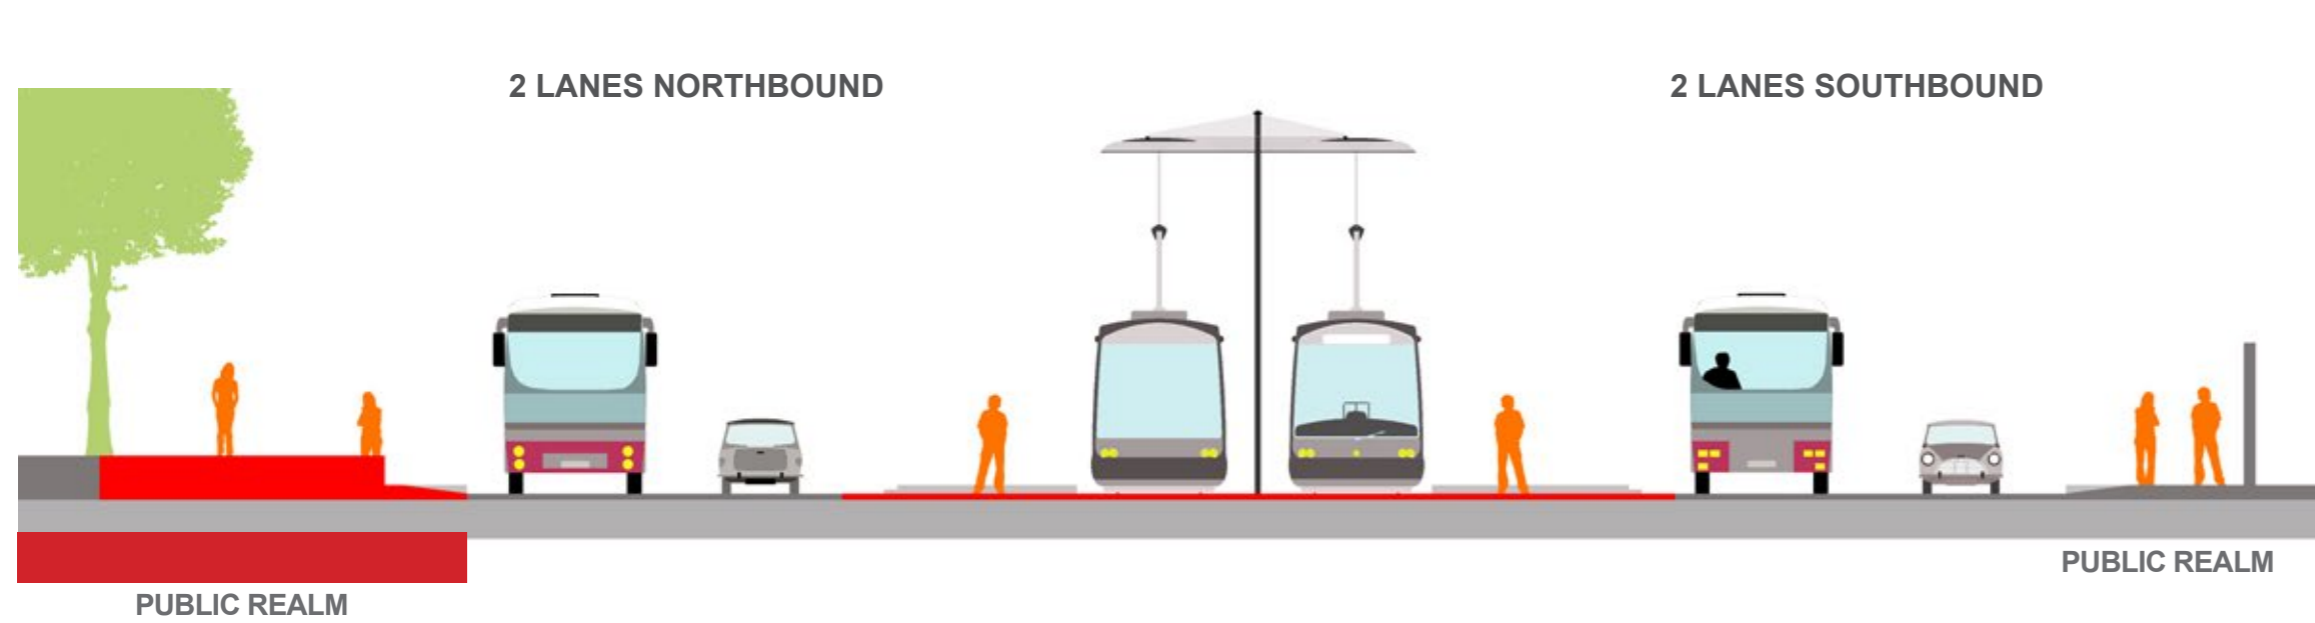 2 LANES NORTHBOUND
2 LANES SOUTHBOUND
PUBLIC REALM
PUBLIC REALM